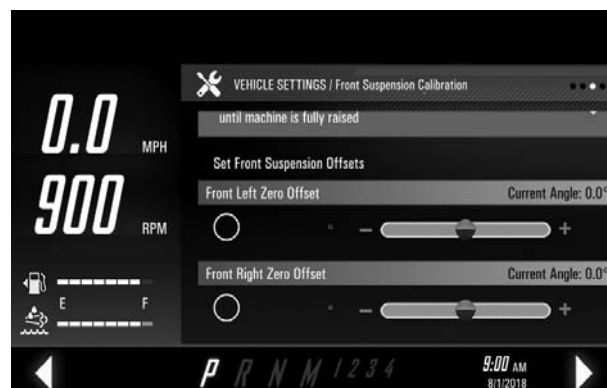 VEHICLE SETTINGS / Front Suspension Calibration
until machine is fully raised
0.0 MPH
Set Front Suspension Offsets
Front Left Zero Offset Current Angle: 0.0°
900 RPM
° − +
Front Right Zero Offset Current Angle: 0.0°
E F
° − +
P R N M 1 2 3 4
9:00 AM
8/1/2018